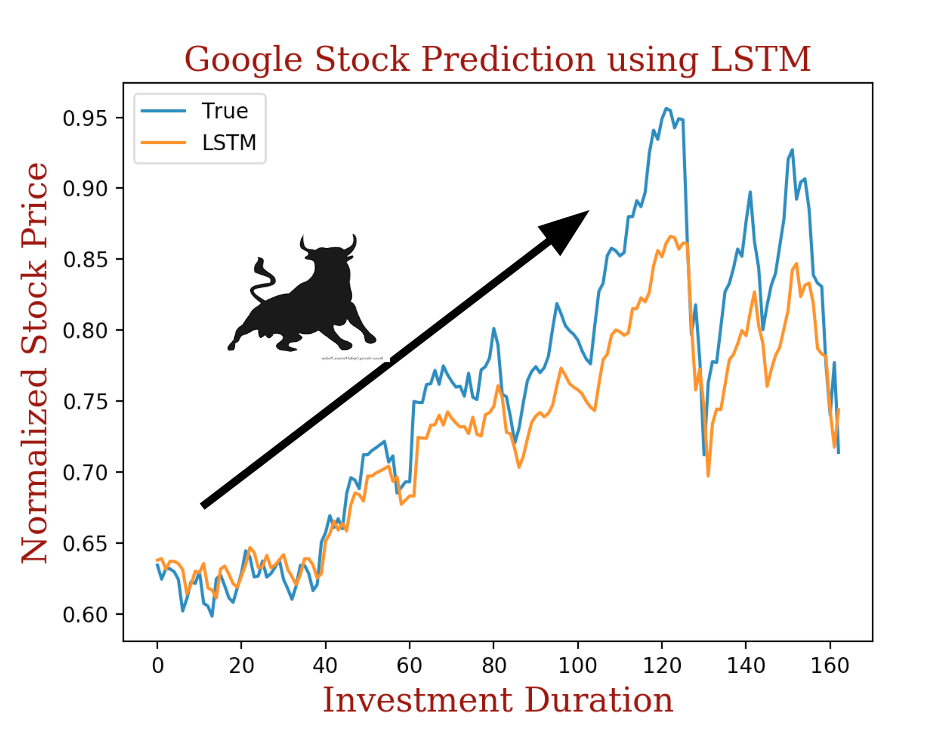 Google Stock Prediction using LSTM
True
LSTM
Normalized Stock Price
0.95
0.90
0.85
0.80
0.75
0.70
0.65
0.60
0 20 40 60 80 100 120 140 160
Investment Duration